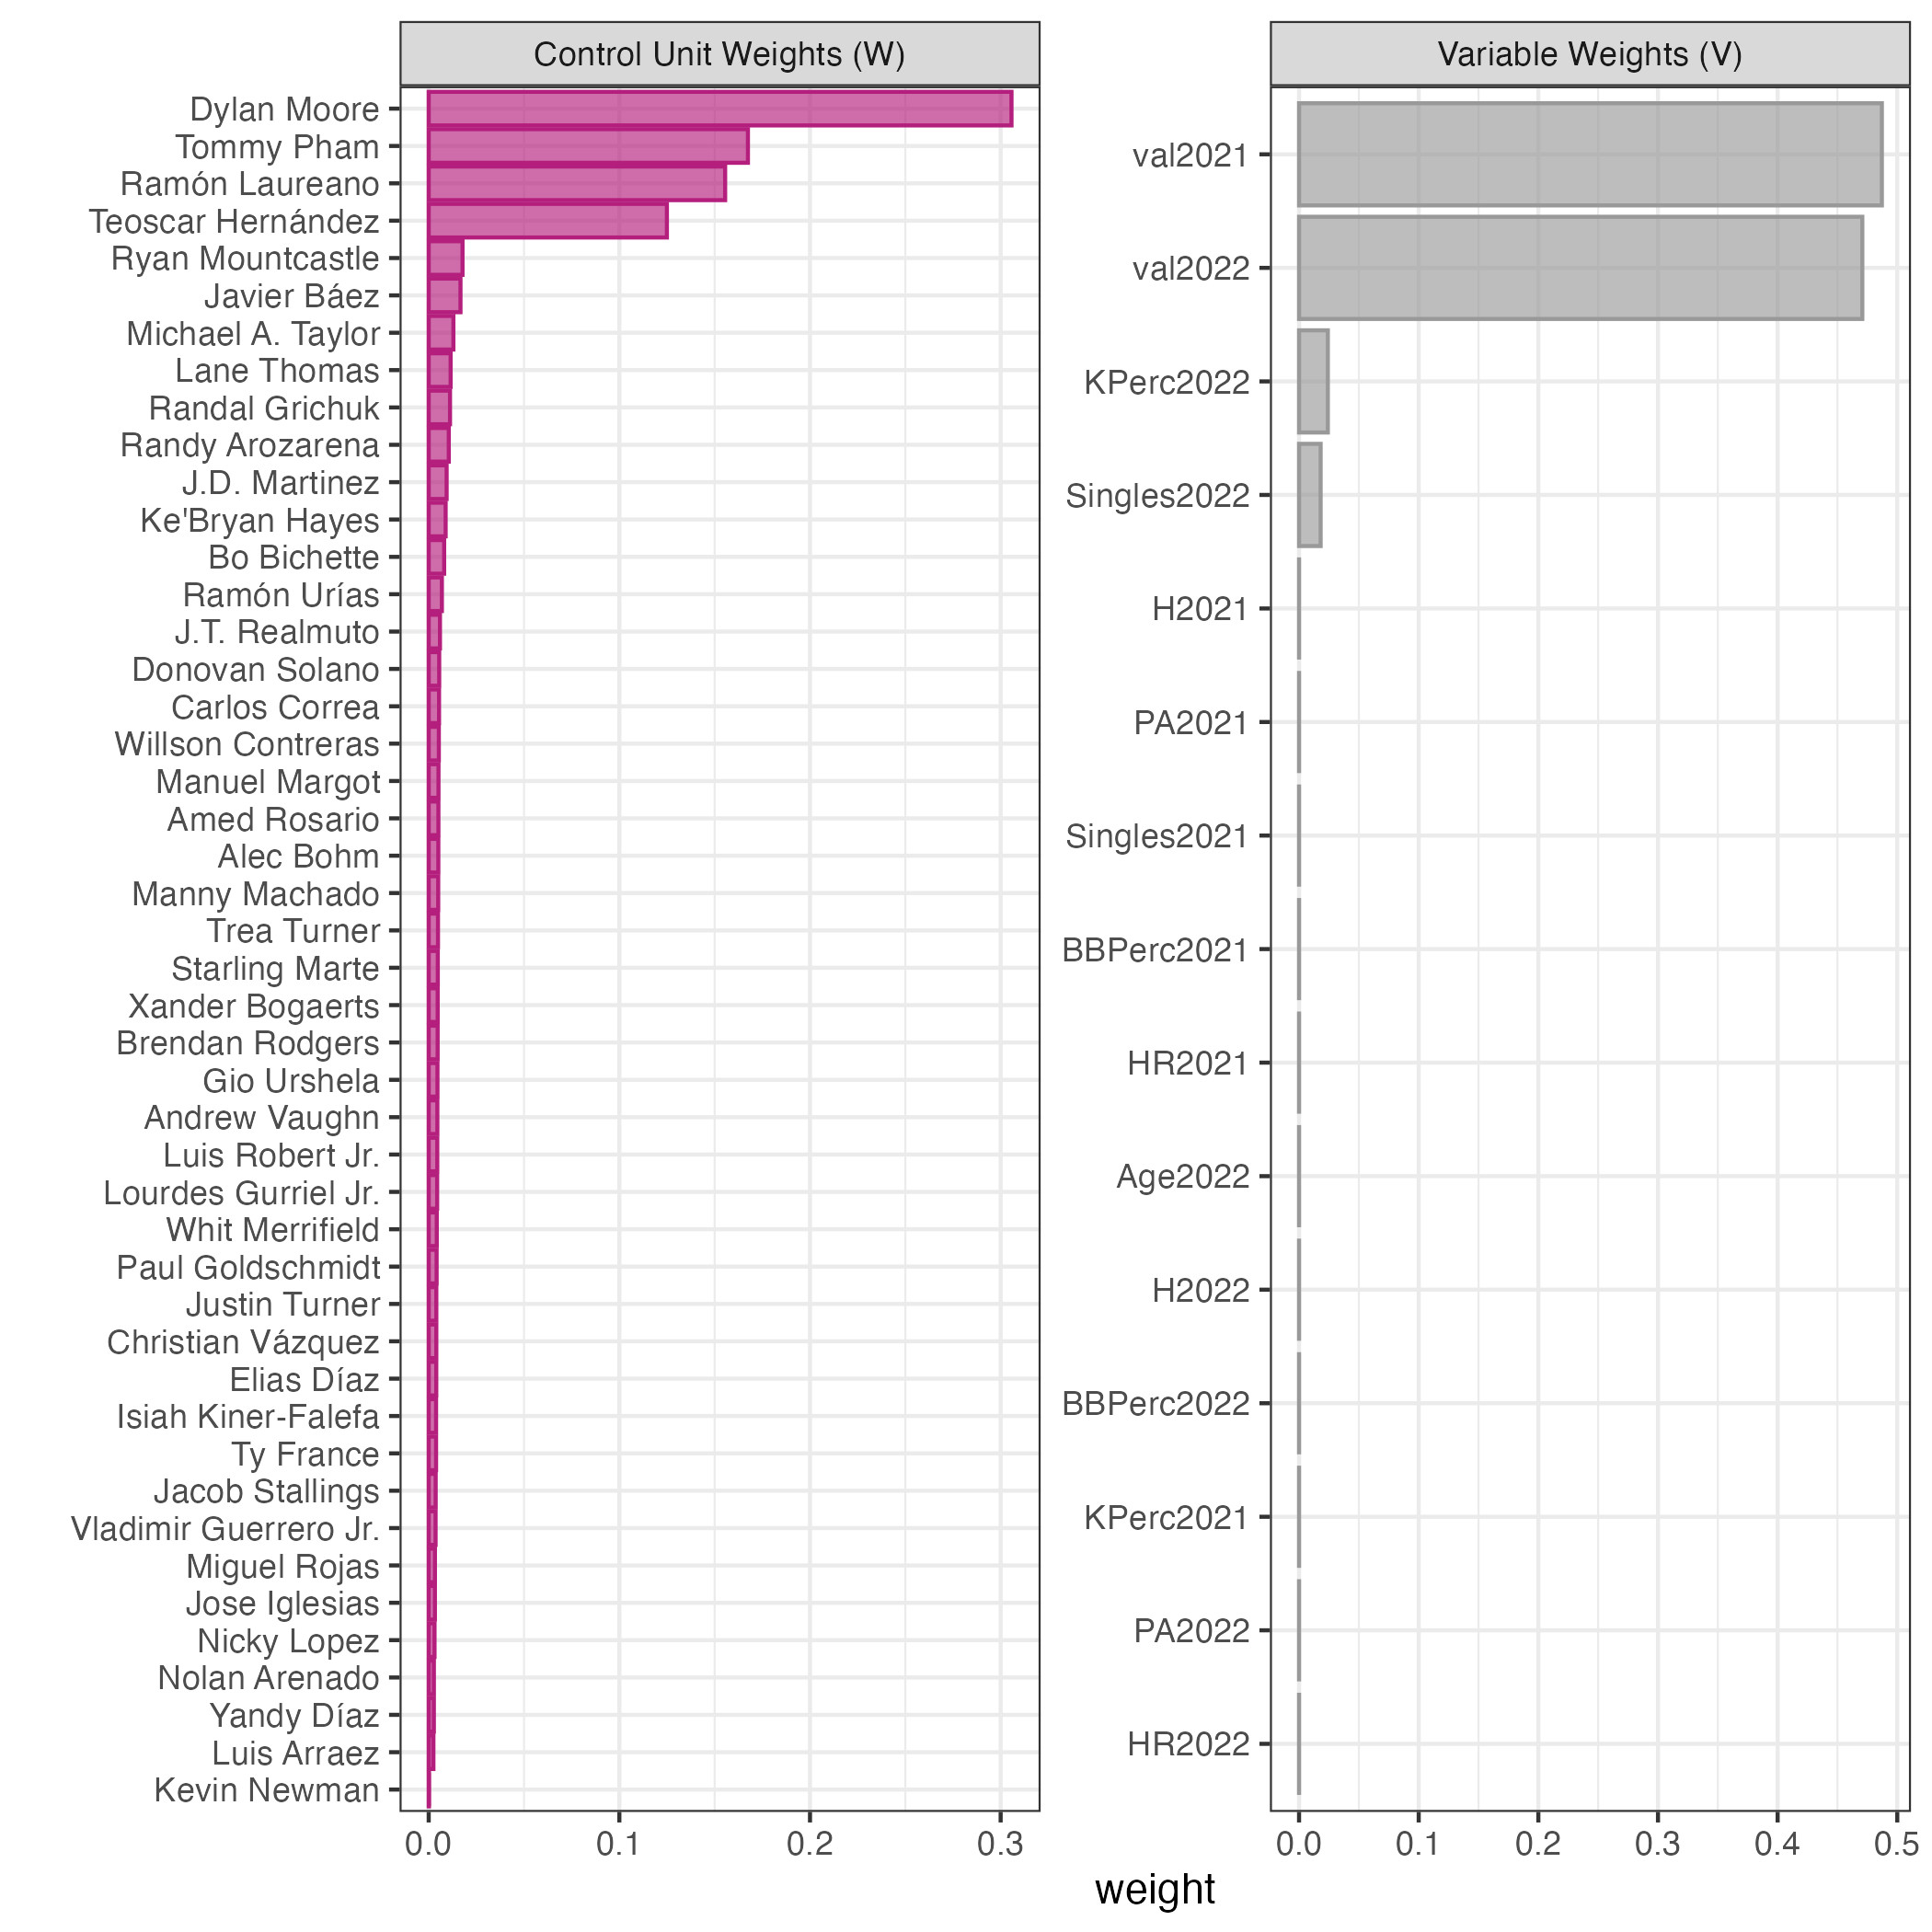 Control Unit Weights (W)
Dylan Moore
Tommy Pham
Ramón Laureano
Teoscar Hernández
Ryan Mountcastle
Javier Báez
Michael A. Taylor
Lane Thomas
Randal Grichuk
Randy Arozarena
J.D. Martinez
Ke'Bryan Hayes
Bo Bichette
Ramón Urías
J.T. Realmuto
Donovan Solano
Carlos Correa
Willson Contreras
Manuel Margot
Amed Rosario
Alec Bohm
Manny Machado
Trea Turner
Starling Marte
Xander Bogaerts
Brendan Rodgers
Gio Urshela
Andrew Vaughn
Luis Robert Jr.
Lourdes Gurriel Jr.
Whit Merrifield
Paul Goldschmidt
Justin Turner
Christian Vázquez
Elias Díaz
Isiah Kiner-Falefa
Ty France
Jacob Stallings
Vladimir Guerrero Jr.
Miguel Rojas
Jose Iglesias
Nicky Lopez
Nolan Arenado
Yandy Díaz
Luis Arraez
Kevin Newman
0.0 0.1 0.2 0.3
Variable Weights (V)
val2021
val2022
KPerc2022
Singles2022
H2021
PA2021
Singles2021
BBPerc2021
HR2021
Age2022
H2022
BBPerc2022
KPerc2021
PA2022
HR2022
0.0 0.1 0.2 0.3 0.4 0.5
weight